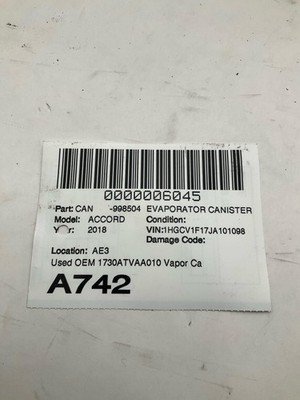 0000006045
Part: CAN -998504 EVAPORATOR CANISTER
Model: ACCORD Condition:
Year: 2018 VIN:1HGCV1F17JA101098
Damage Code:
Location: AE3
Used OEM 1730ATVAA010 Vapor Ca
A742